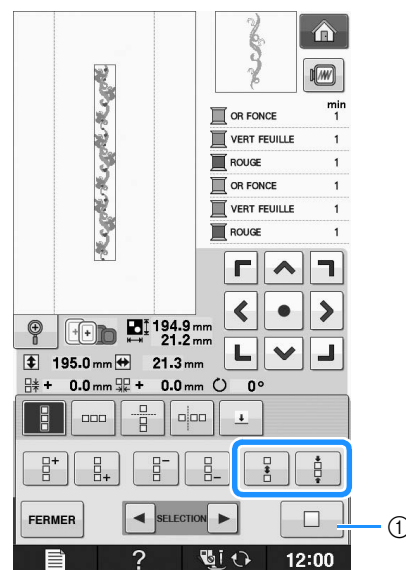 min
OR FONCE 1
VERT FEUILLE 1
ROUGE 1
OR FONCE 1
VERT FEUILLE 1
ROUGE 1
194.9 mm
21.2 mm
195.0 mm 21.3 mm
+ 0.0 mm + 0.0 mm 0°
FERMER SELECTION ①
? 12:00